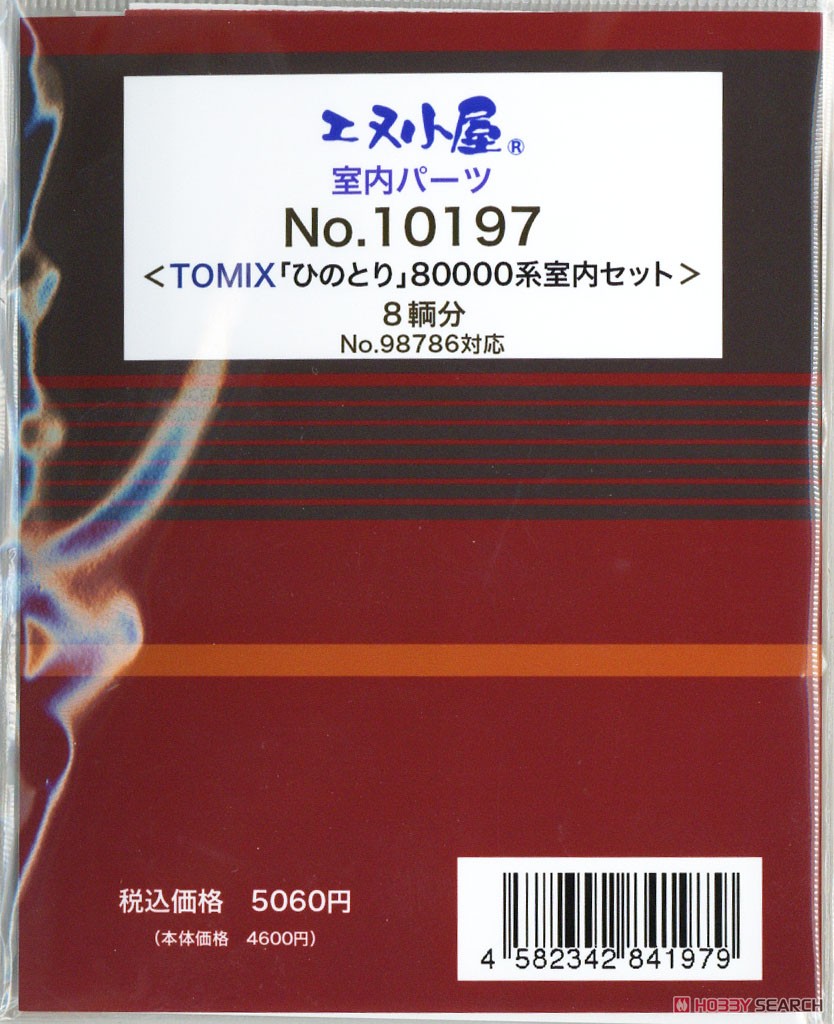 エヌ小屋®
室内パーツ
No.10197
＜TOMIX「ひのとり」80000系室内セット＞
８輌分
No.98786対応
税込価格　5060円
（本体価格　4600円）
4 582342 841979
HOBBY SEARCH